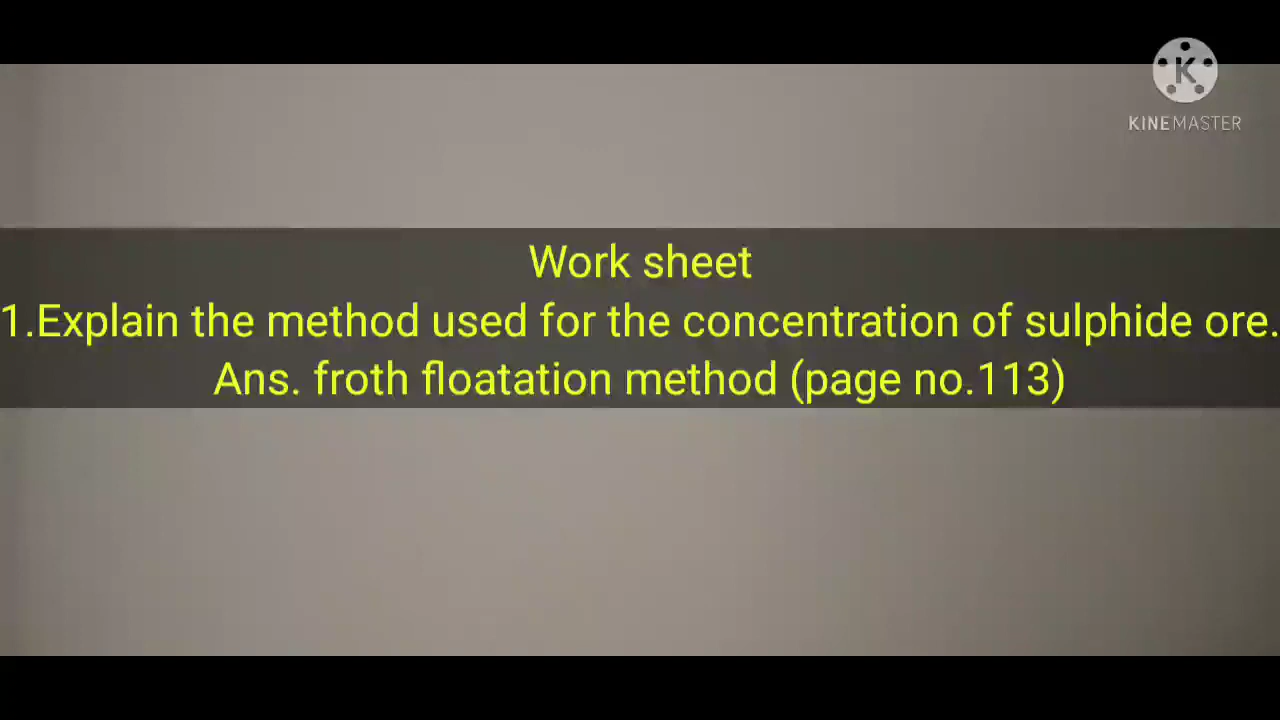 KINEMASTER
Work sheet
1.Explain the method used for the concentration of sulphide ore.
Ans. froth floatation method (page no.113)